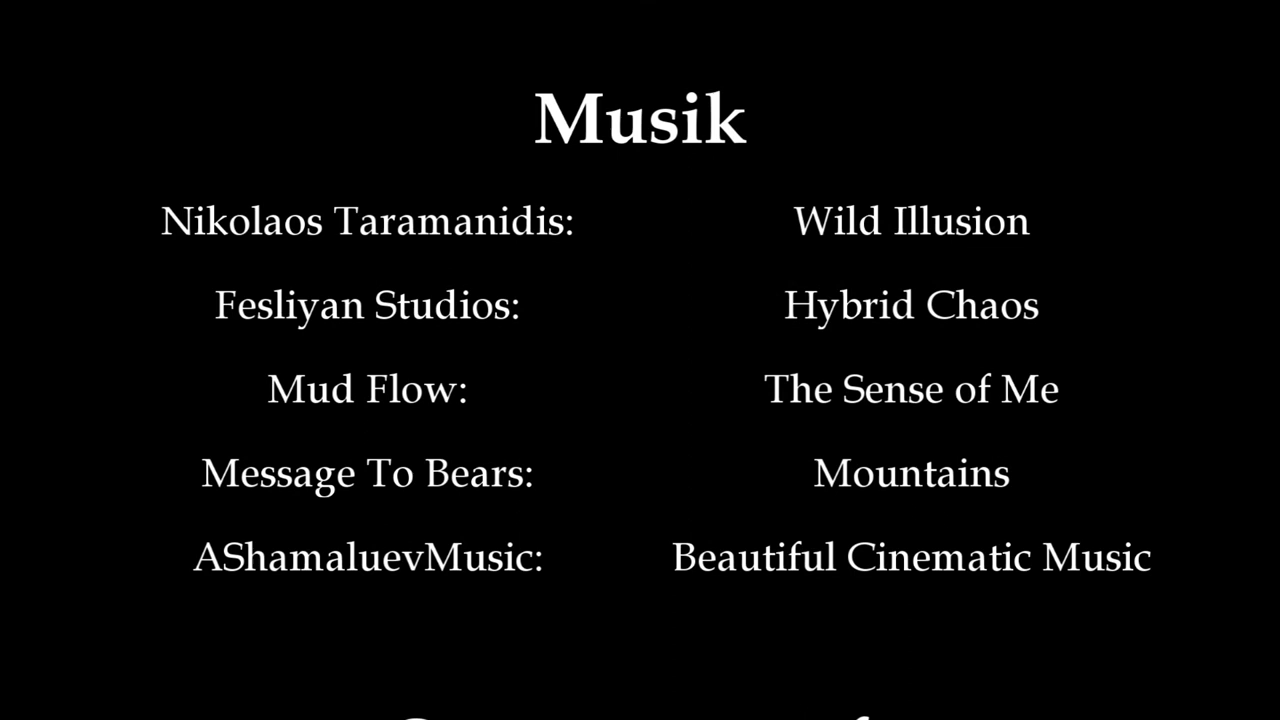 Musik
Nikolaos Taramanidis: Wild Illusion
Fesliyan Studios: Hybrid Chaos
Mud Flow: The Sense of Me
Message To Bears: Mountains
AShamaluevMusic: Beautiful Cinematic Music